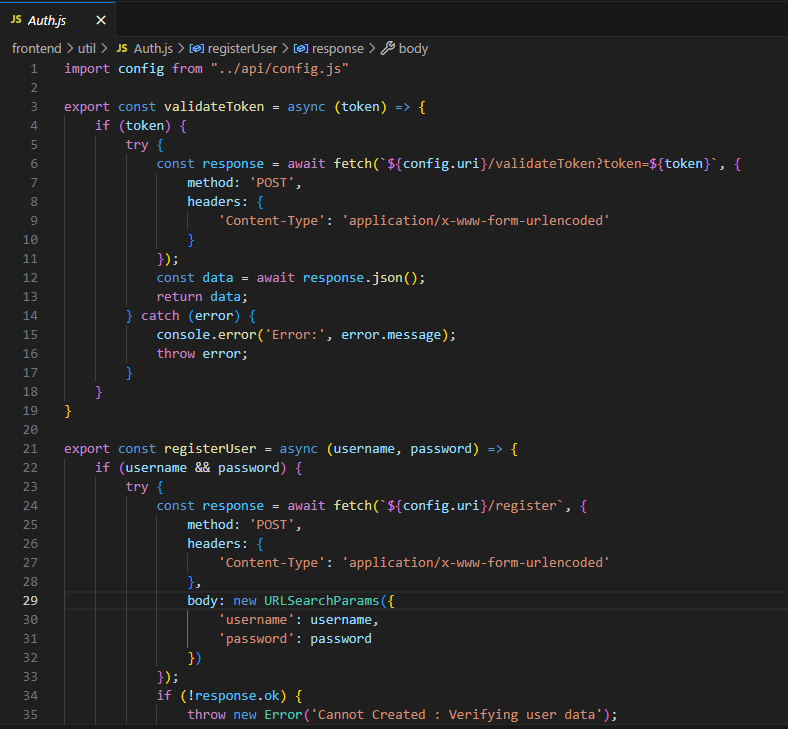 JS Auth.js ×
frontend > util > JS Auth.js > registerUser > response > body
1 import config from "../api/config.js"
2
3 export const validateToken = async (token) => {
4     if (token) {
5         try {
6             const response = await fetch(`${config.uri}/validateToken?token=${token}`, {
7                 method: 'POST',
8                 headers: {
9                     'Content-Type': 'application/x-www-form-urlencoded'
10                 }
11             });
12             const data = await response.json();
13             return data;
14         } catch (error) {
15             console.error('Error:', error.message);
16             throw error;
17         }
18     }
19 }
20
21 export const registerUser = async (username, password) => {
22     if (username && password) {
23         try {
24             const response = await fetch(`${config.uri}/register`, {
25                 method: 'POST',
26                 headers: {
27                     'Content-Type': 'application/x-www-form-urlencoded'
28                 },
29                 body: new URLSearchParams({
30                     'username': username,
31                     'password': password
32                 })
33             });
34             if (!response.ok) {
35                 throw new Error('Cannot Created : Verifying user data');